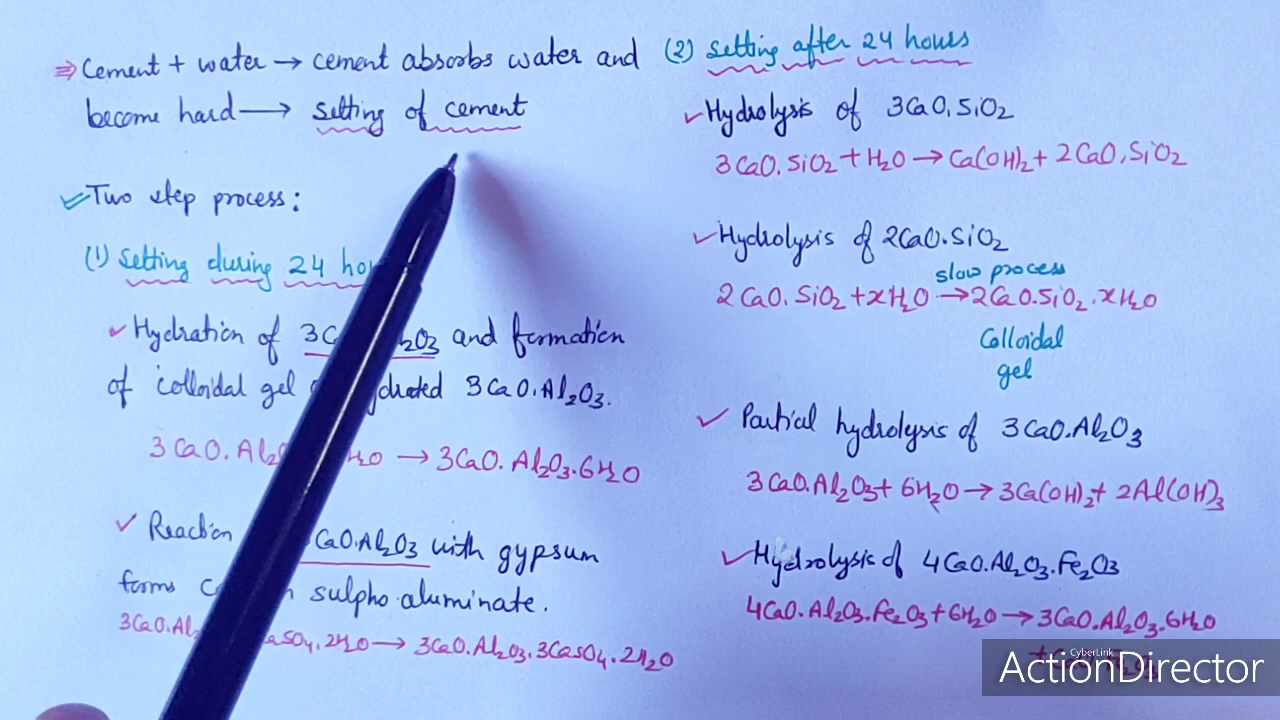 ⇒ Cement + water → cement absorbs water and
become hard → setting of cement
Two step process:
(1) Setting during 24
Hydration of and formation
of colloidal gel 3CaO.Al2O3.
3CaO. → 3CaO.Al2O3.6H2O
Reaction CaO.Al2O3 with gypsum
forms sulpho aluminate.
.2H2O → 3CaO.Al2O3.3CaSO4.2H2O
(2) Setting after 24 hours
Hydrolysis of 3CaO.SiO2
3CaO.SiO2 + H2O → Ca(OH)2 + 2CaO.SiO2
Hydrolysis of 2CaO.SiO2
slow process
2CaO.SiO2 + xH2O → 2CaO.SiO2.xH2O
Colloidal
gel
Partial hydrolysis of 3CaO.Al2O3
3CaO.Al2O3 + 6H2O → 3Ca(OH)2 + 2Al(OH)3
Hydrolysis of 4CaO.Al2O3.Fe2O3
4CaO.Al2O3.Fe2O3 + 6H2O → 3CaO.Al2O3.6H2O
CyberLink
ActionDirector